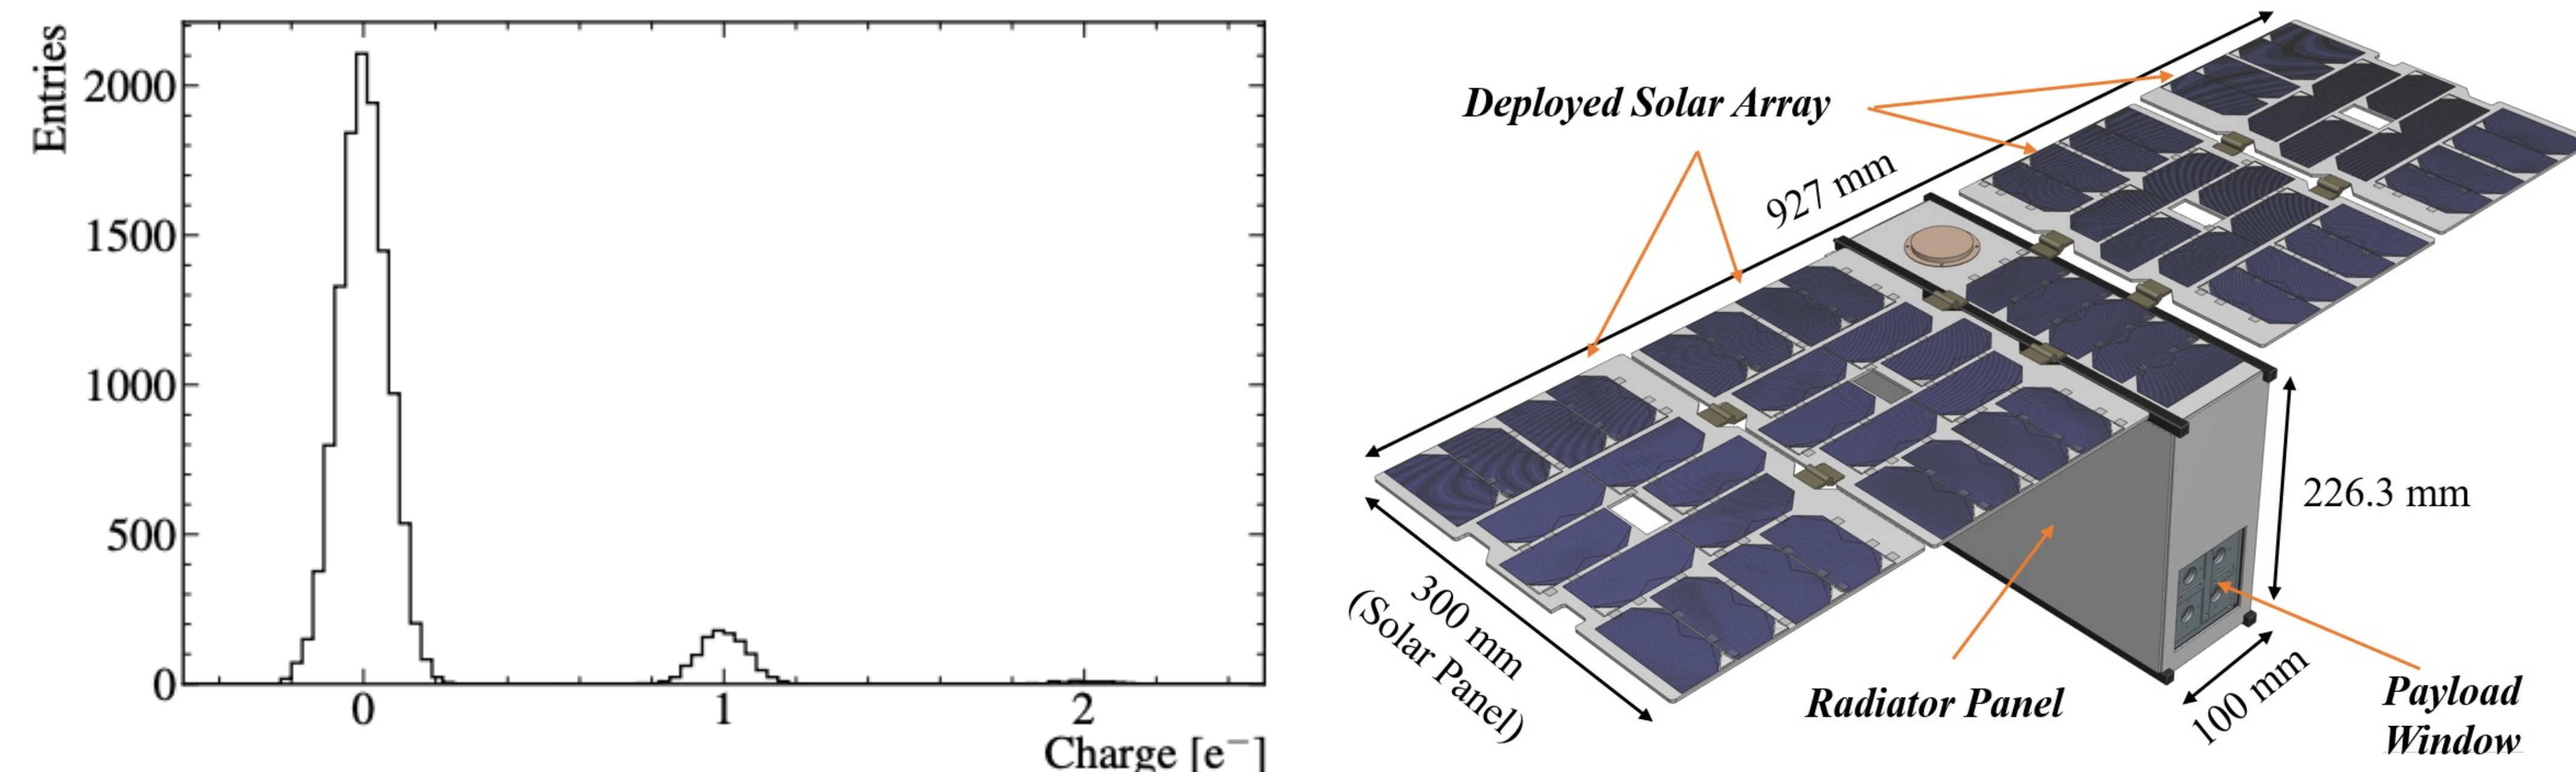 Entries
2000
1500
1000
500
0
0 1 2
Charge [e⁻]
Deployed Solar Array
927 mm
226.3 mm
300 mm
(Solar Panel)
Radiator Panel
100 mm
Payload
Window